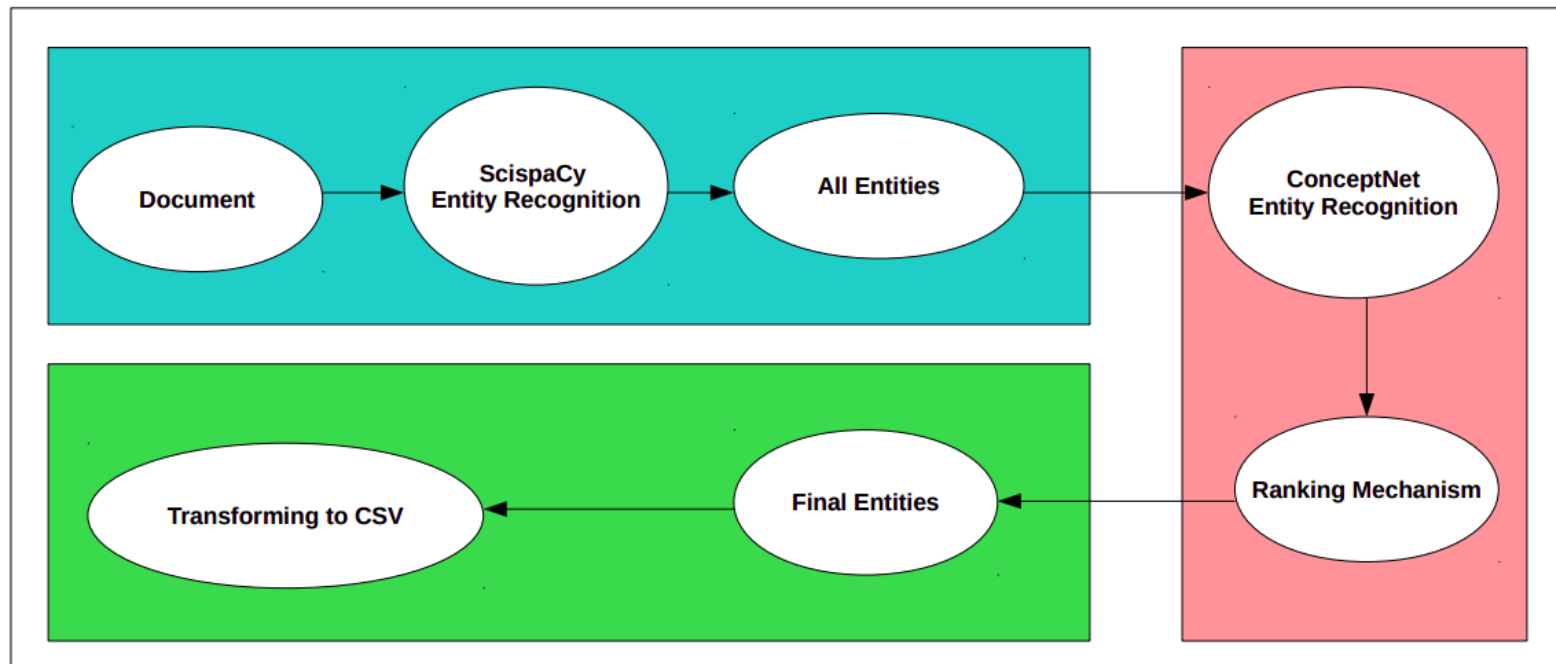 Document
ScispaCy
Entity Recognition
All Entities
ConceptNet
Entity Recognition
Ranking Mechanism
Final Entities
Transforming to CSV